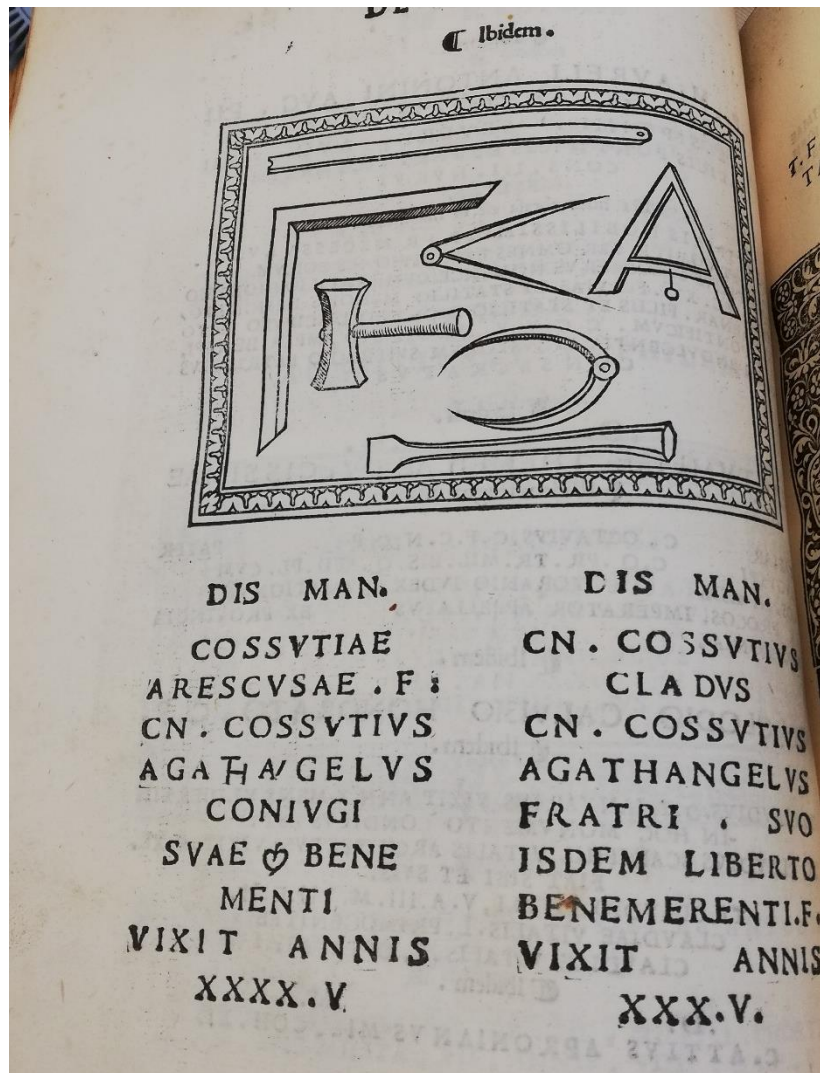 ¶ Ibidem.
DIS MAN.
COSSVTIAE
ARESCVSAE . F :
CN . COSSVTIVS
AGATHANGELVS
CONIVGI
SVAE ❦ BENE
MENTI
VIXIT ANNIS
XXXX.V
DIS MAN.
CN . COSSVTIVS
CLADVS
CN . COSSVTIVS
AGATHANGELVS
FRATRI . SVO
ISDEM LIBERTO
BENEMERENTI.F.
VIXIT ANNIS
XXX.V.
T. F